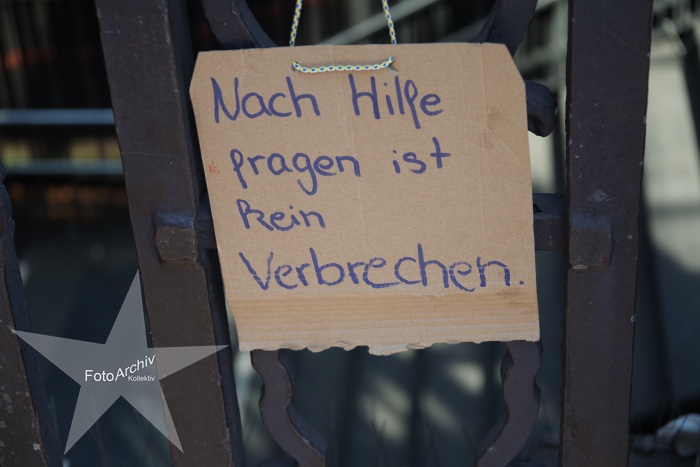 Nach Hilfe
fragen ist
kein
Verbrechen.
FotoArchiv
Kollektiv